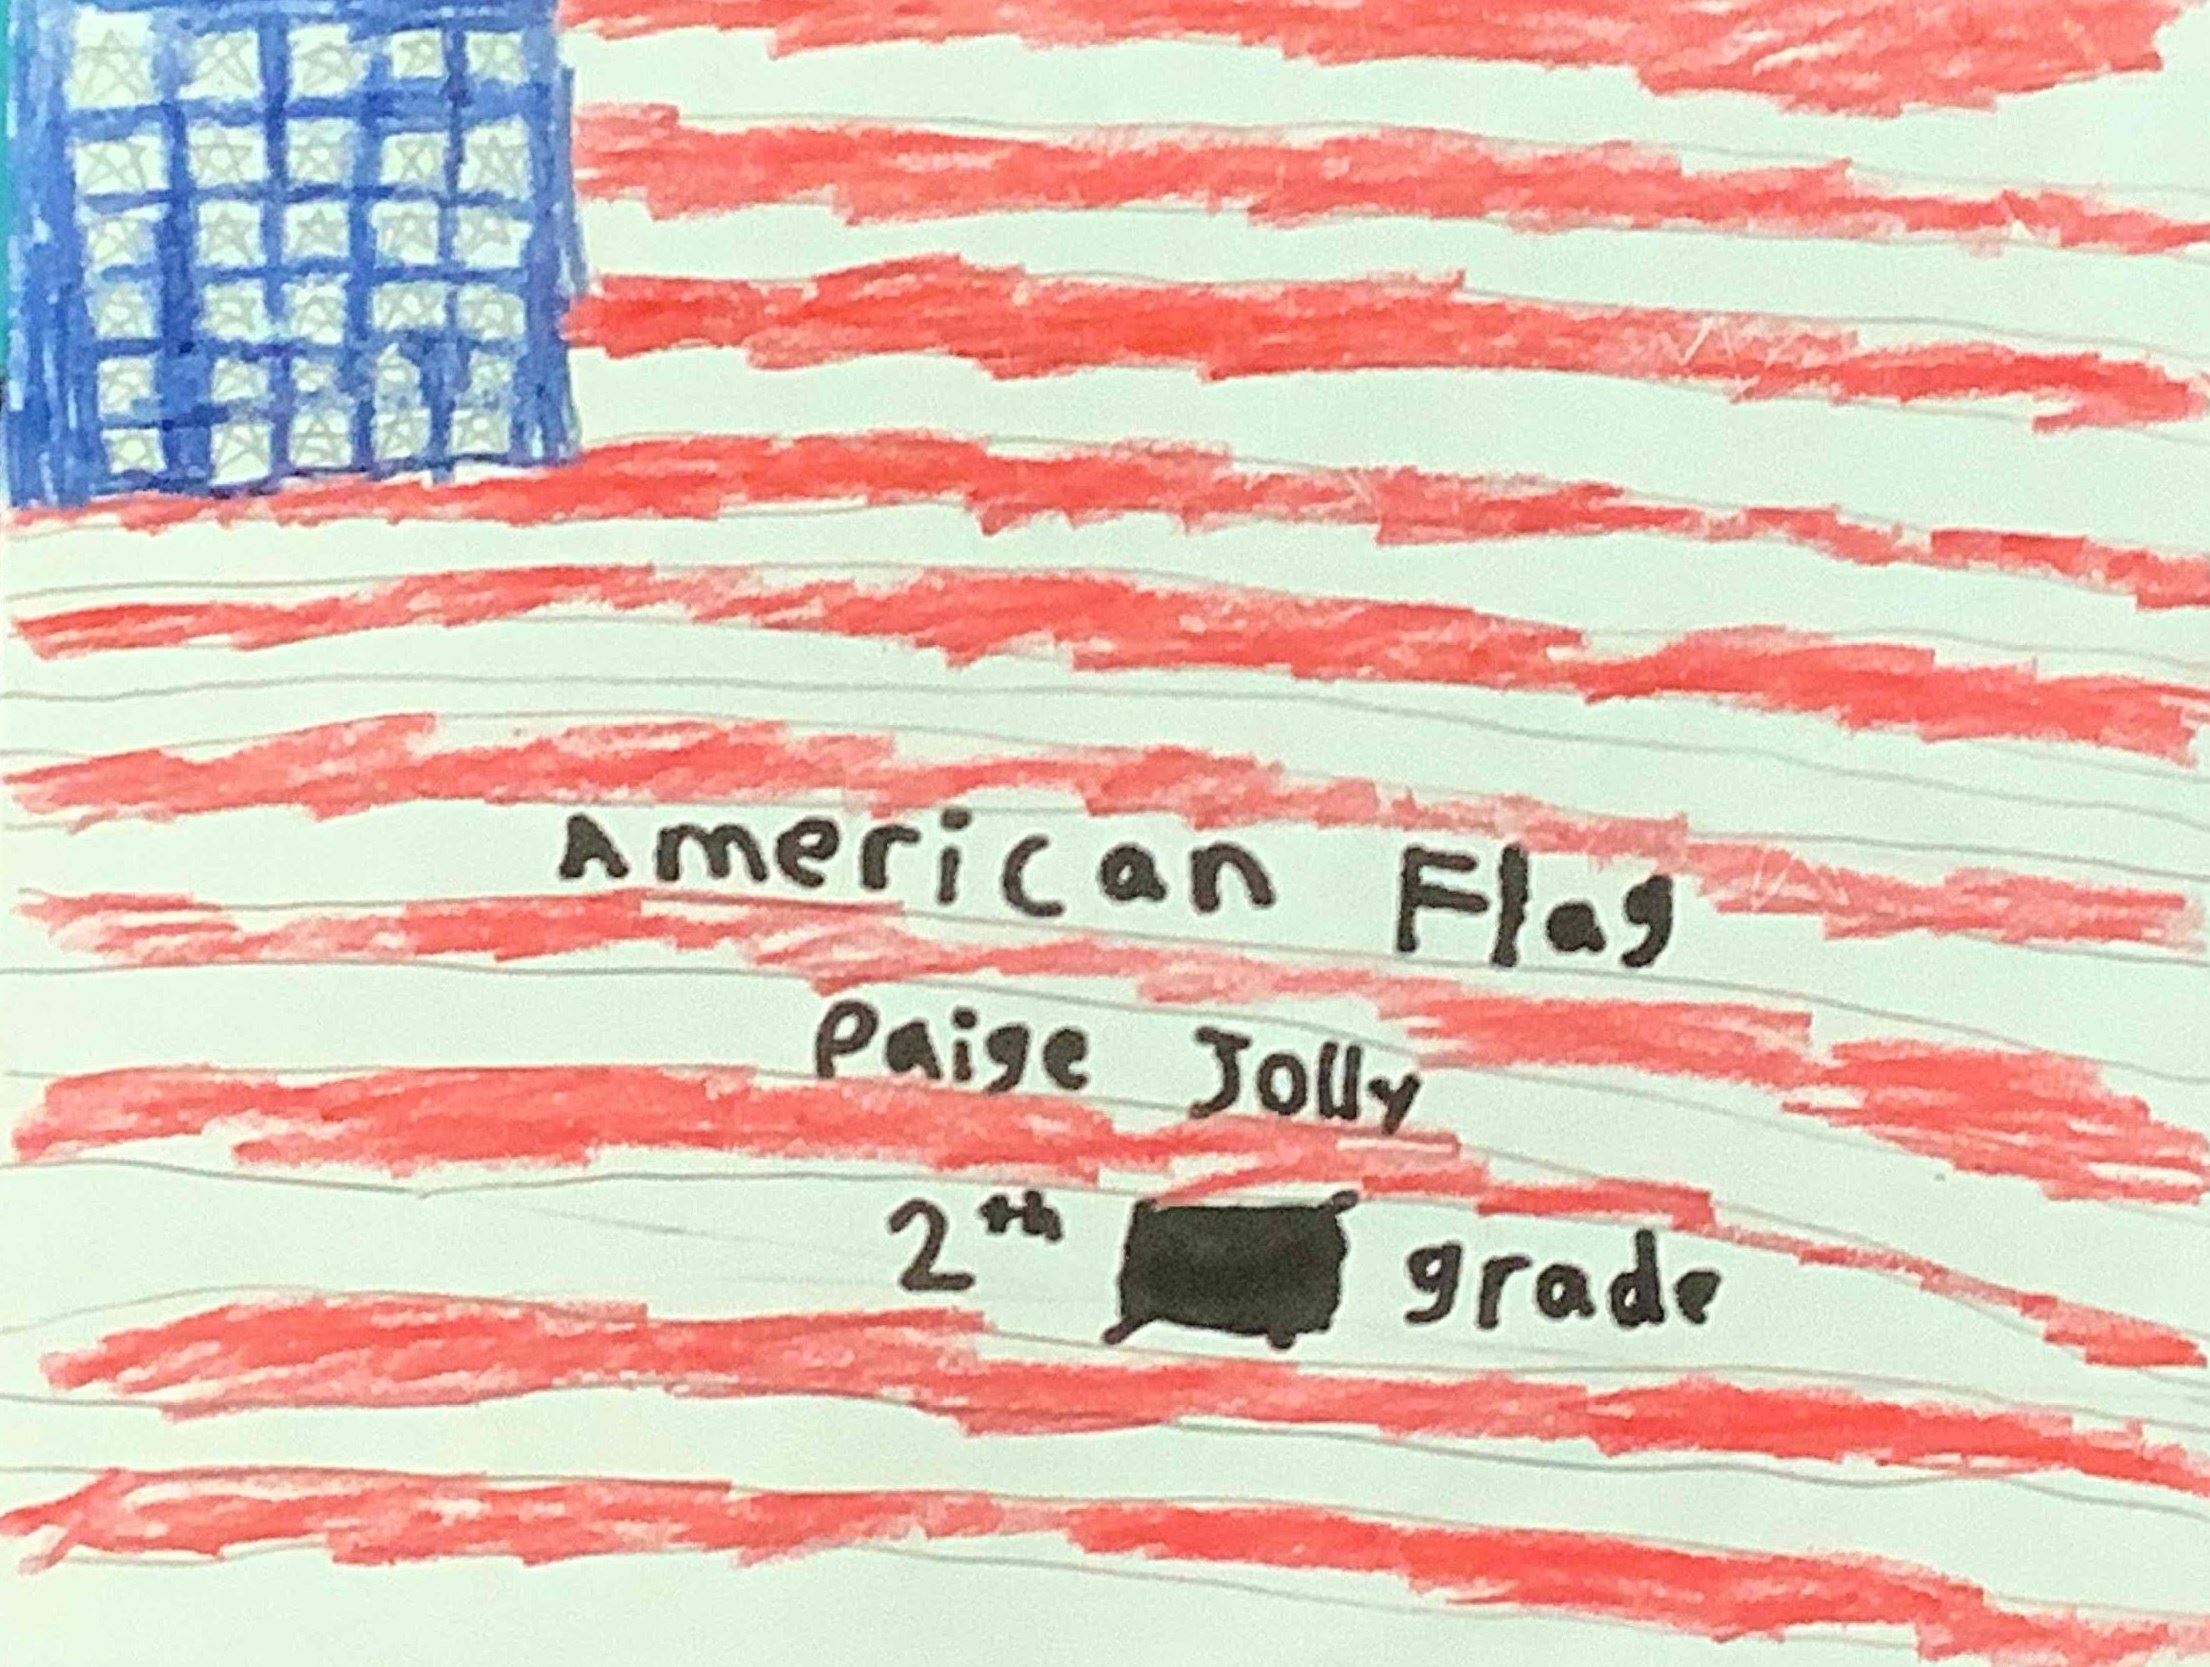 American Flag
Paige Jolly
2th grade